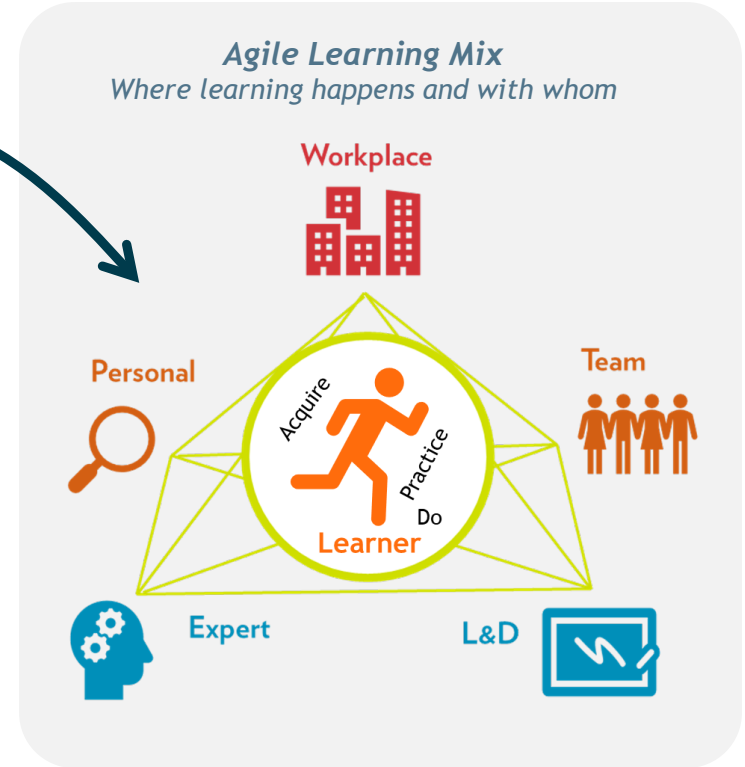 Agile Learning Mix
Where learning happens and with whom
Workplace
Personal
Team
Acquire
Practice
Do
Learner
Expert
L&D